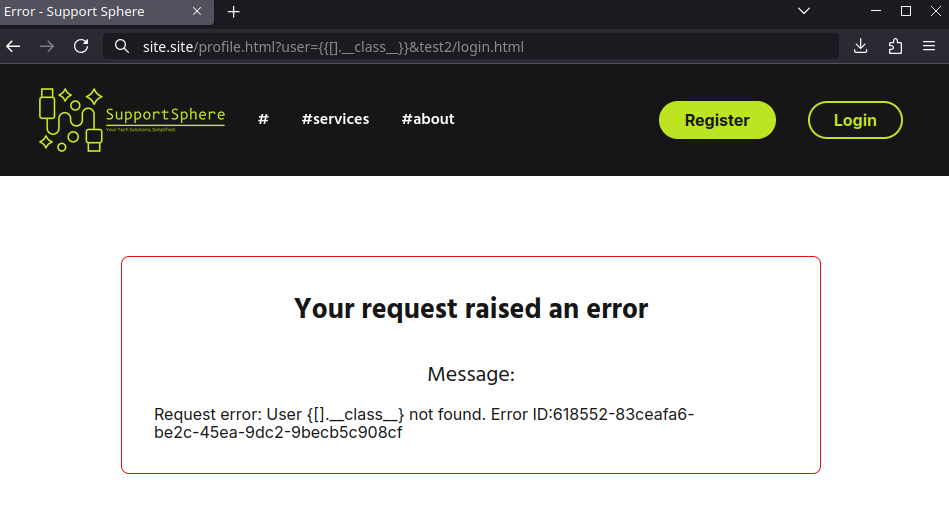 Error - Support Sphere
site.site/profile.html?user={{[].__class__}}&test2/login.html
SupportSphere
Your Tech Solutions, Simplified.
# #services #about Register Login
Your request raised an error
Message:
Request error: User {[].__class__} not found. Error ID:618552-83ceafa6-
be2c-45ea-9dc2-9becb5c908cf